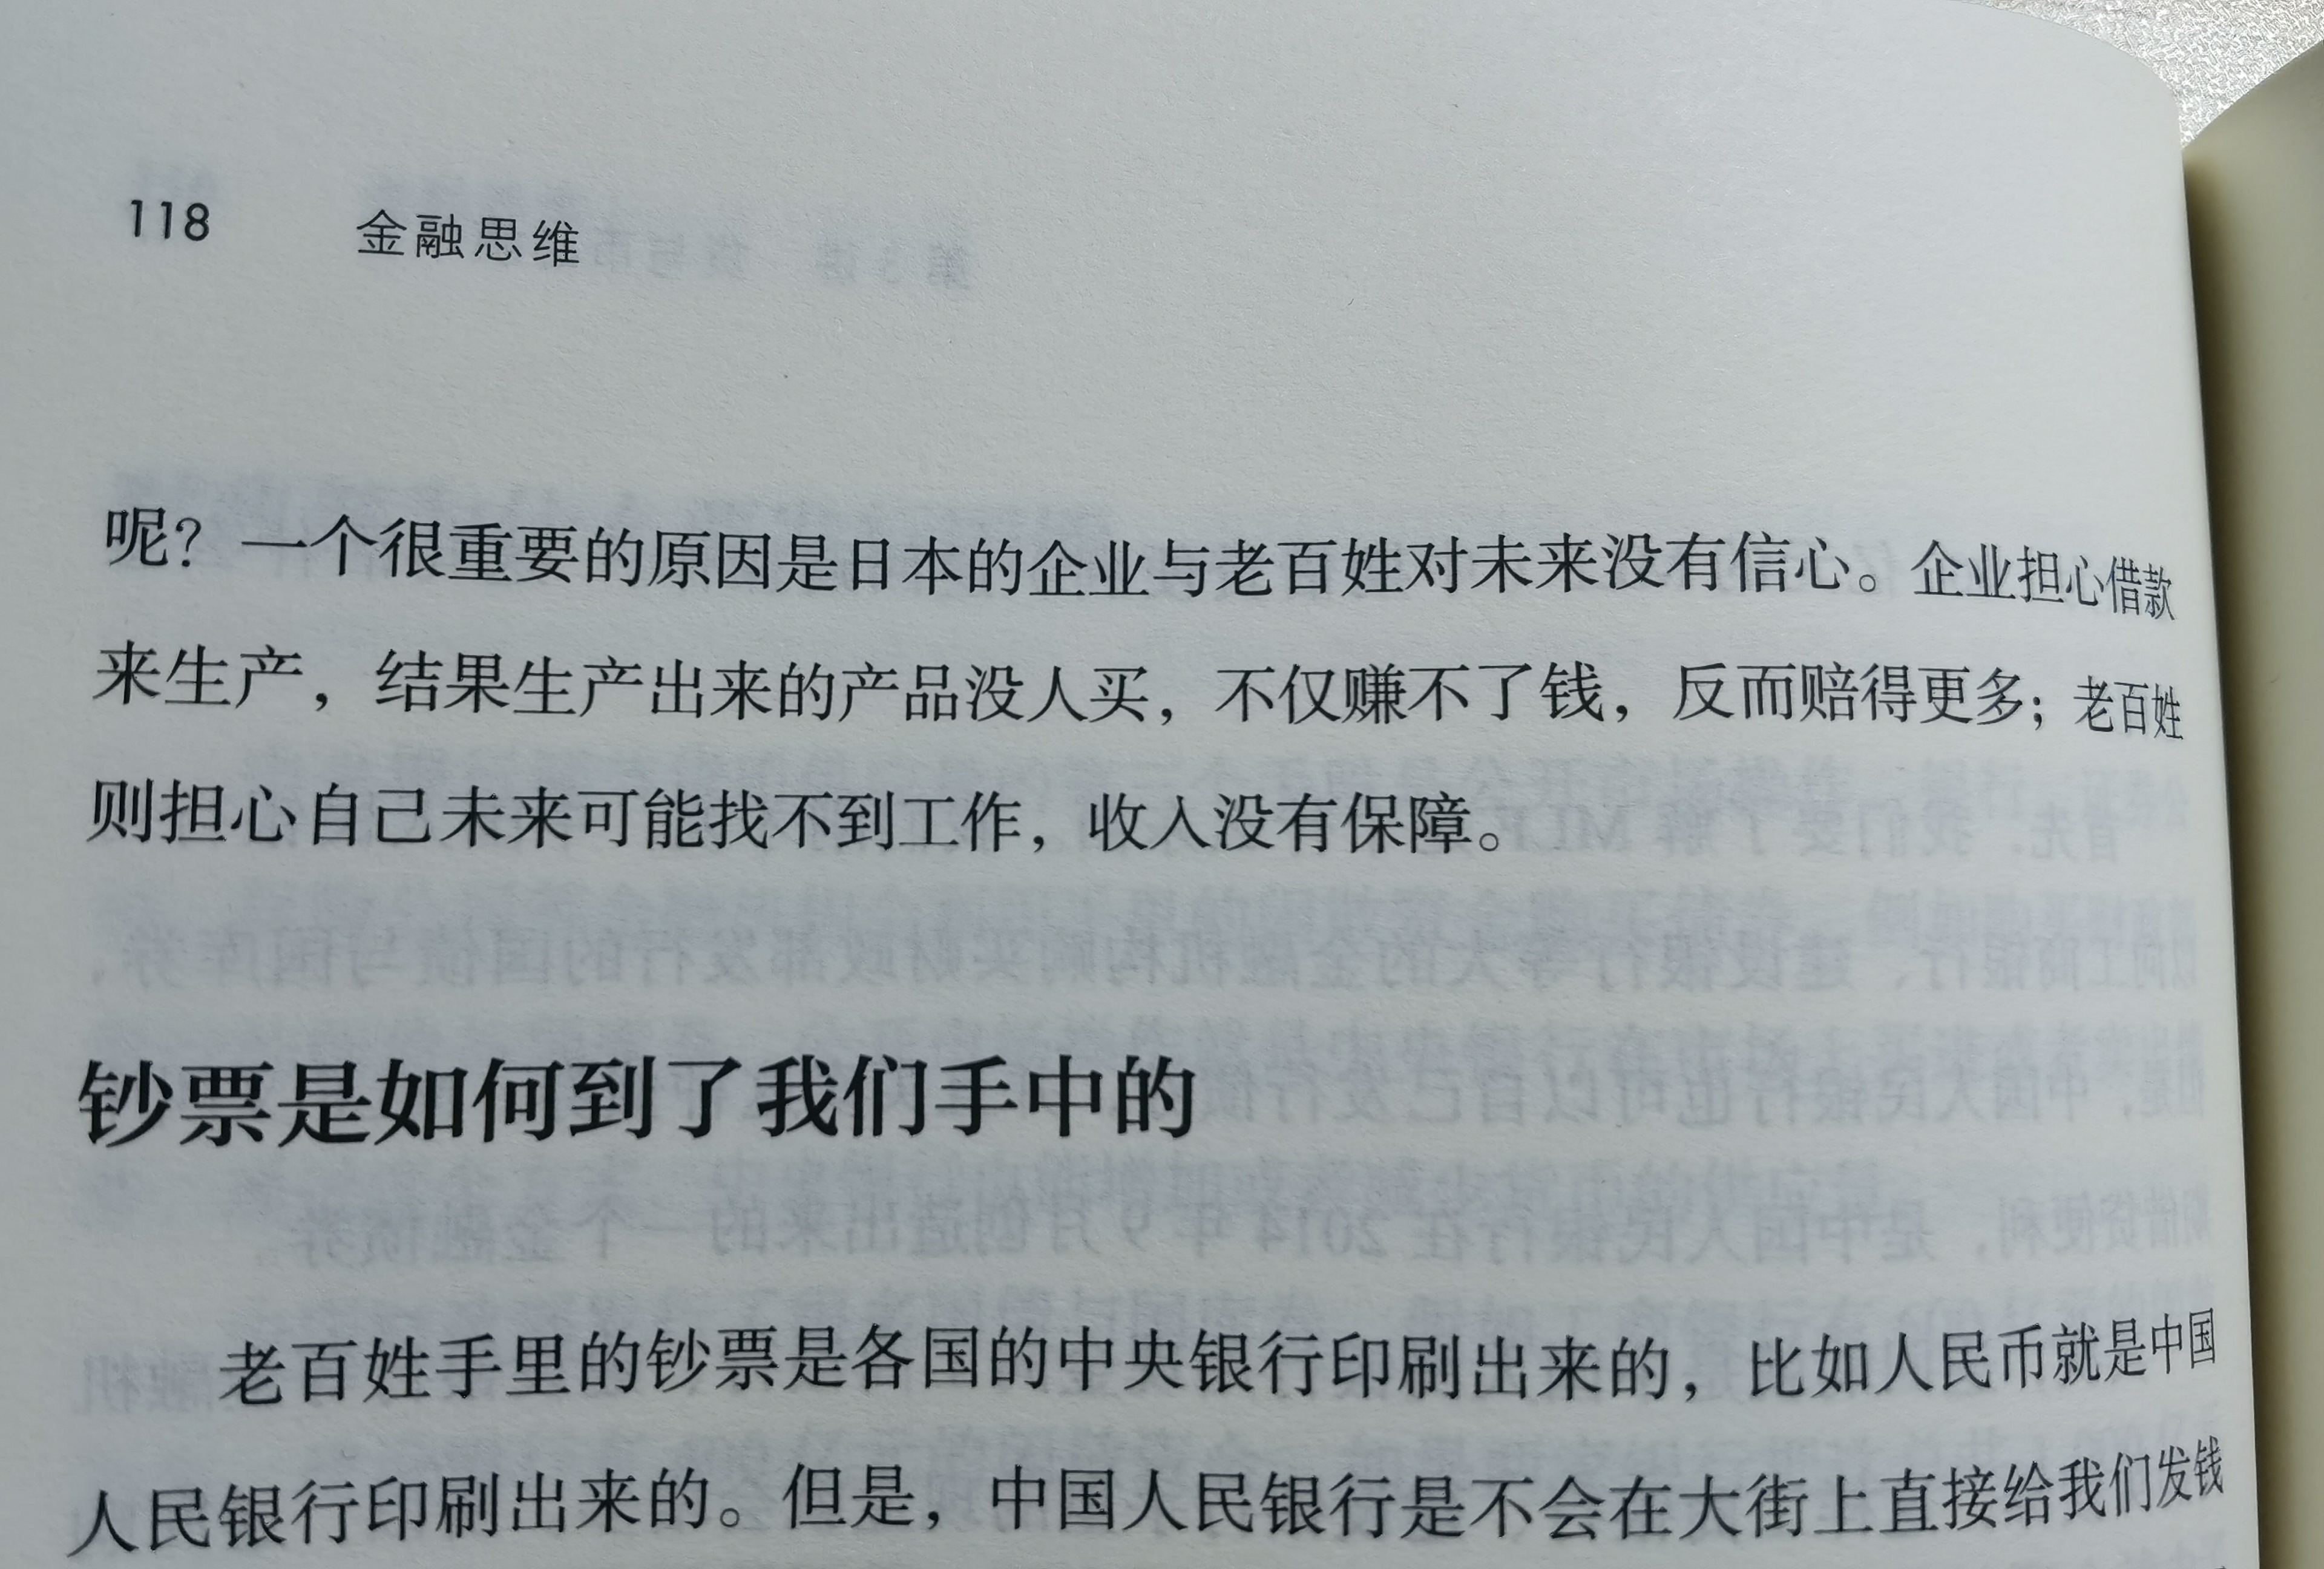 118 金融思维
呢？一个很重要的原因是日本的企业与老百姓对未来没有信心。企业担心借款
来生产，结果生产出来的产品没人买，不仅赚不了钱，反而赔得更多；老百姓
则担心自己未来可能找不到工作，收入没有保障。
钞票是如何到了我们手中的
老百姓手里的钞票是各国的中央银行印刷出来的，比如人民币就是中国
人民银行印刷出来的。但是，中国人民银行是不会在大街上直接给我们发钱